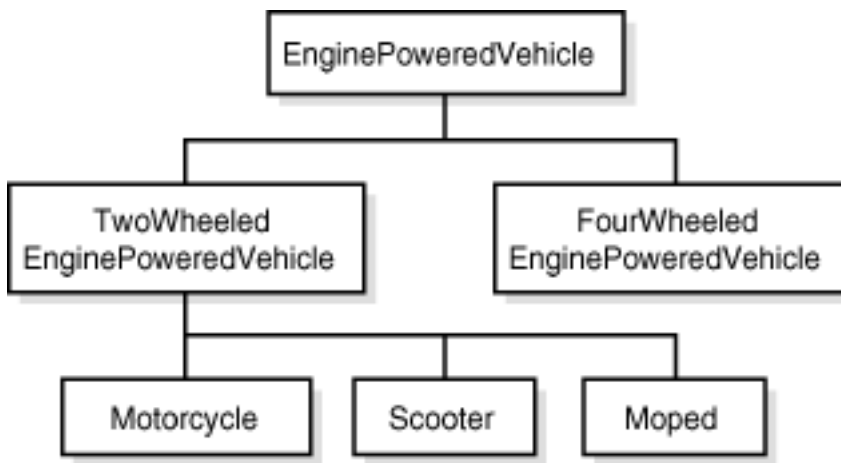 EnginePoweredVehicle
TwoWheeled
EnginePoweredVehicle
FourWheeled
EnginePoweredVehicle
Motorcycle
Scooter
Moped